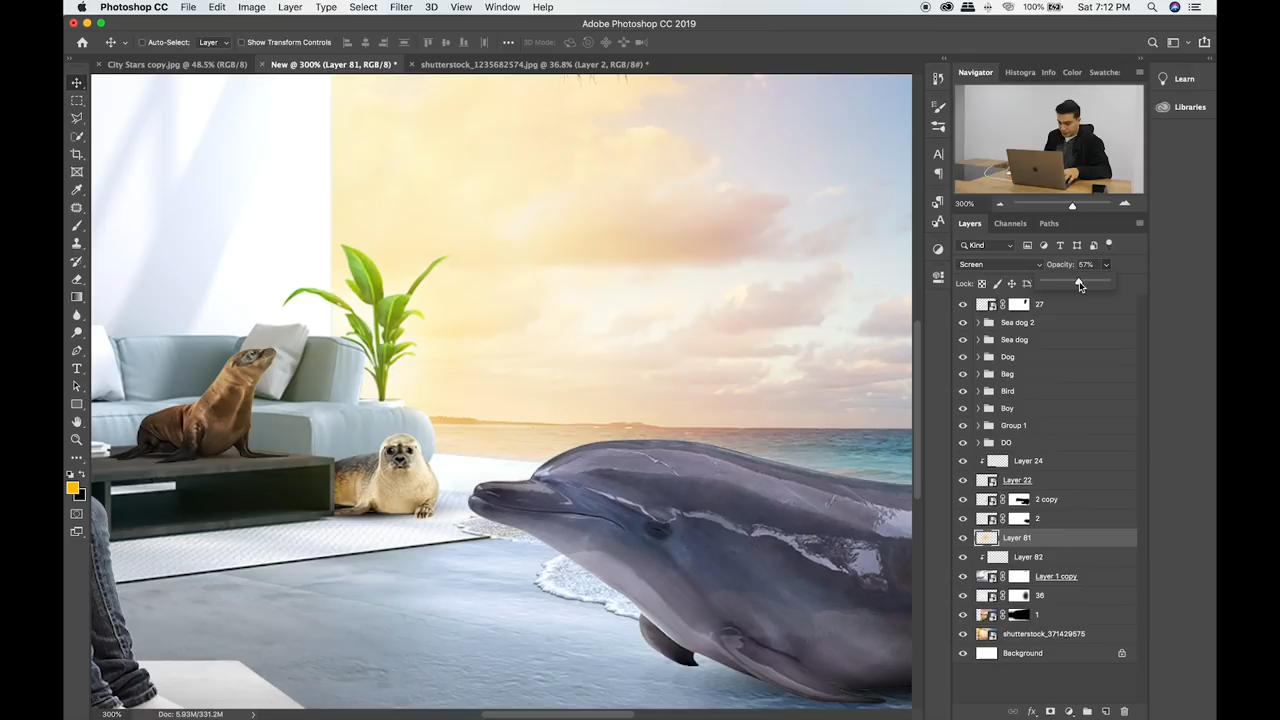 Photoshop CC File Edit Image Layer Type Select Filter 3D View Window Help 100% Sat 7:12 PM
Adobe Photoshop CC 2019
Auto-Select: Layer Show Transform Controls 3D Mode:
City Stars copy.jpg @ 48.5% (RGB/8) New @ 300% (Layer 81, RGB/8) * shutterstock_1235682574.jpg @ 36.8% (Layer 2, RGB/8#) *
Navigator Histogra Info Color Swatche:
Learn
Libraries
300%
Layers Channels Paths
Kind
Screen Opacity: 57%
Lock:
27
Sea dog 2
Sea dog
Dog
Bag
Bird
Boy
Group 1
DO
Layer 24
Layer 22
2 copy
2
Layer 81
Layer 82
Layer 1 copy
36
1
shutterstock_371429575
Background
300% Doc: 5.93M/331.2M